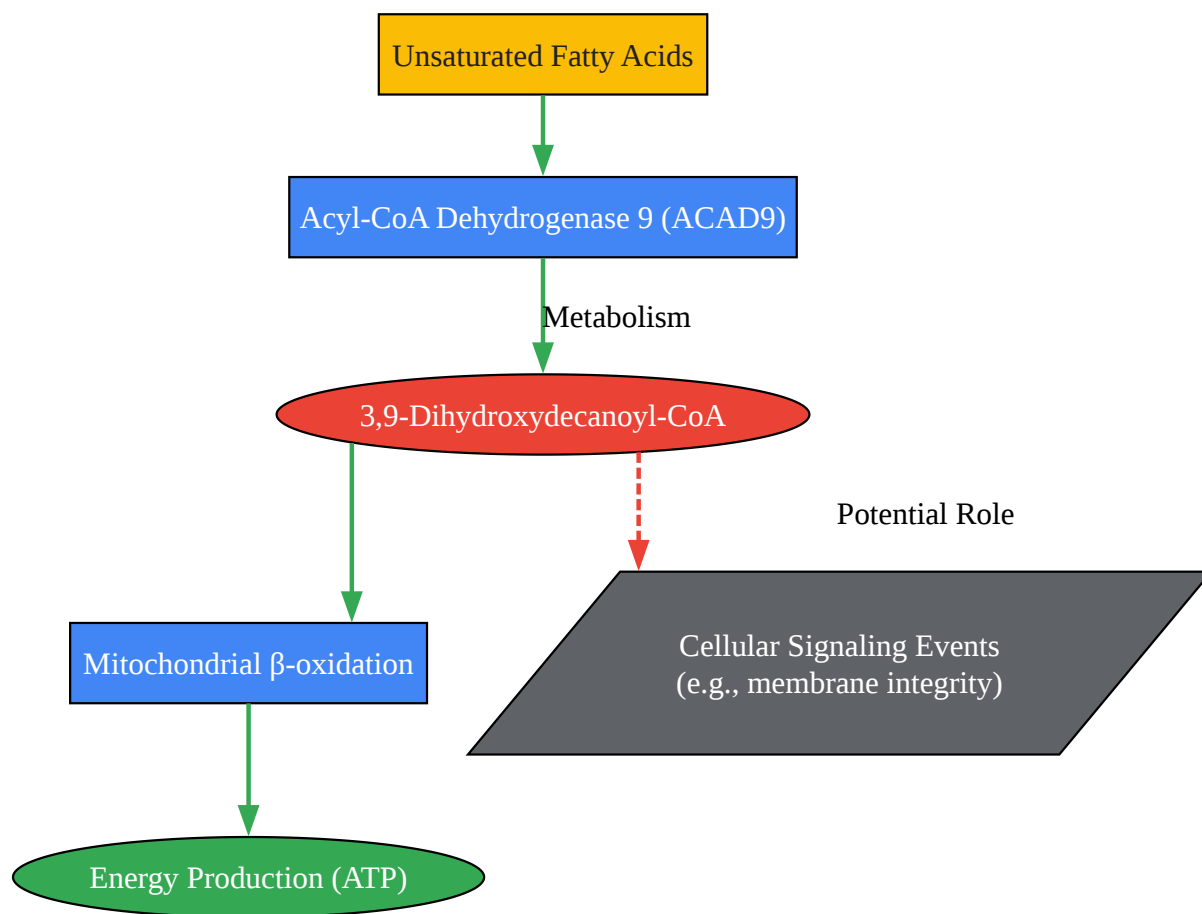 Unsaturated Fatty Acids
Acyl-CoA Dehydrogenase 9 (ACAD9)
Metabolism
3,9-Dihydroxydecanoyl-CoA
Potential Role
Cellular Signaling Events
(e.g., membrane integrity)
Mitochondrial β-oxidation
Energy Production (ATP)